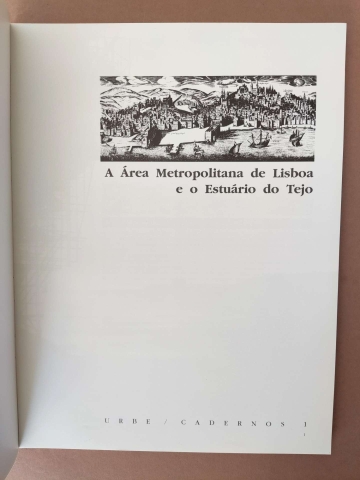 A Área Metropolitana de Lisboa
e o Estuário do Tejo
URBE / CADERNOS 1